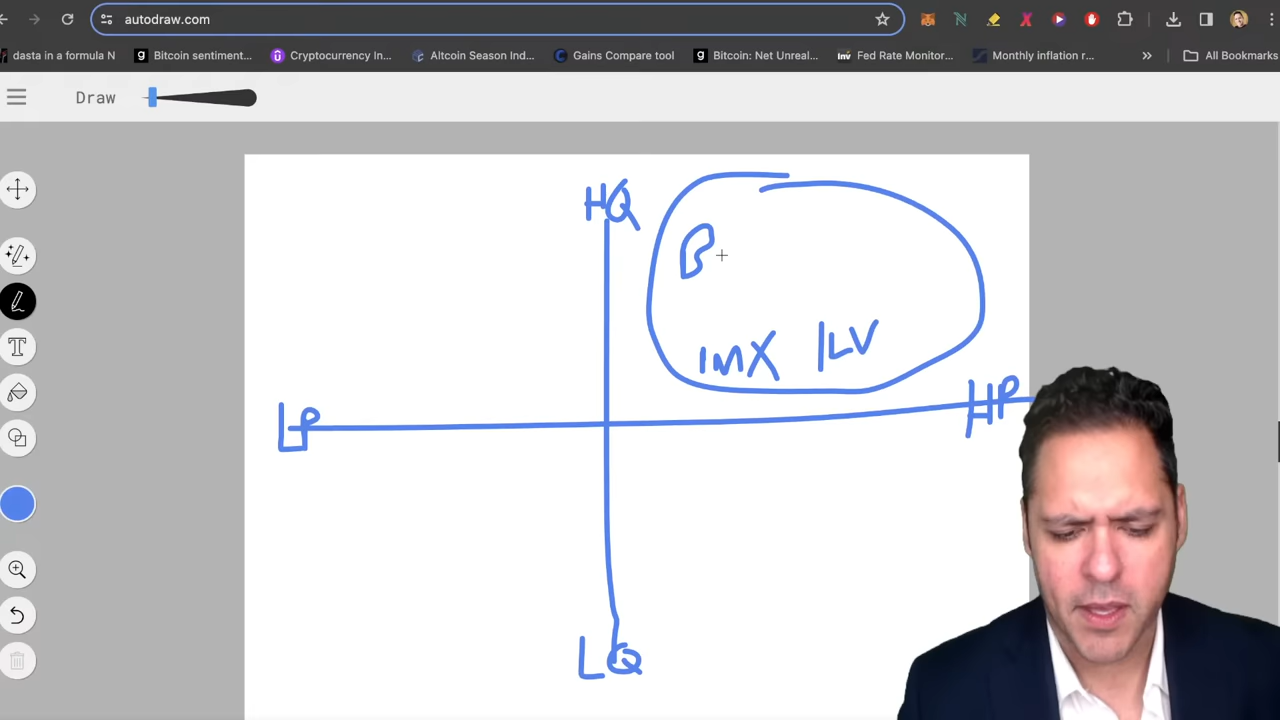 autodraw.com
dasta in a formula N
Bitcoin sentiment...
Cryptocurrency In...
Altcoin Season Ind...
Gains Compare tool
Bitcoin: Net Unreal...
Fed Rate Monitor...
Monthly inflation r...
All Bookmarks
Draw
HQ
B
IMX ILV
LP
HP
LQ